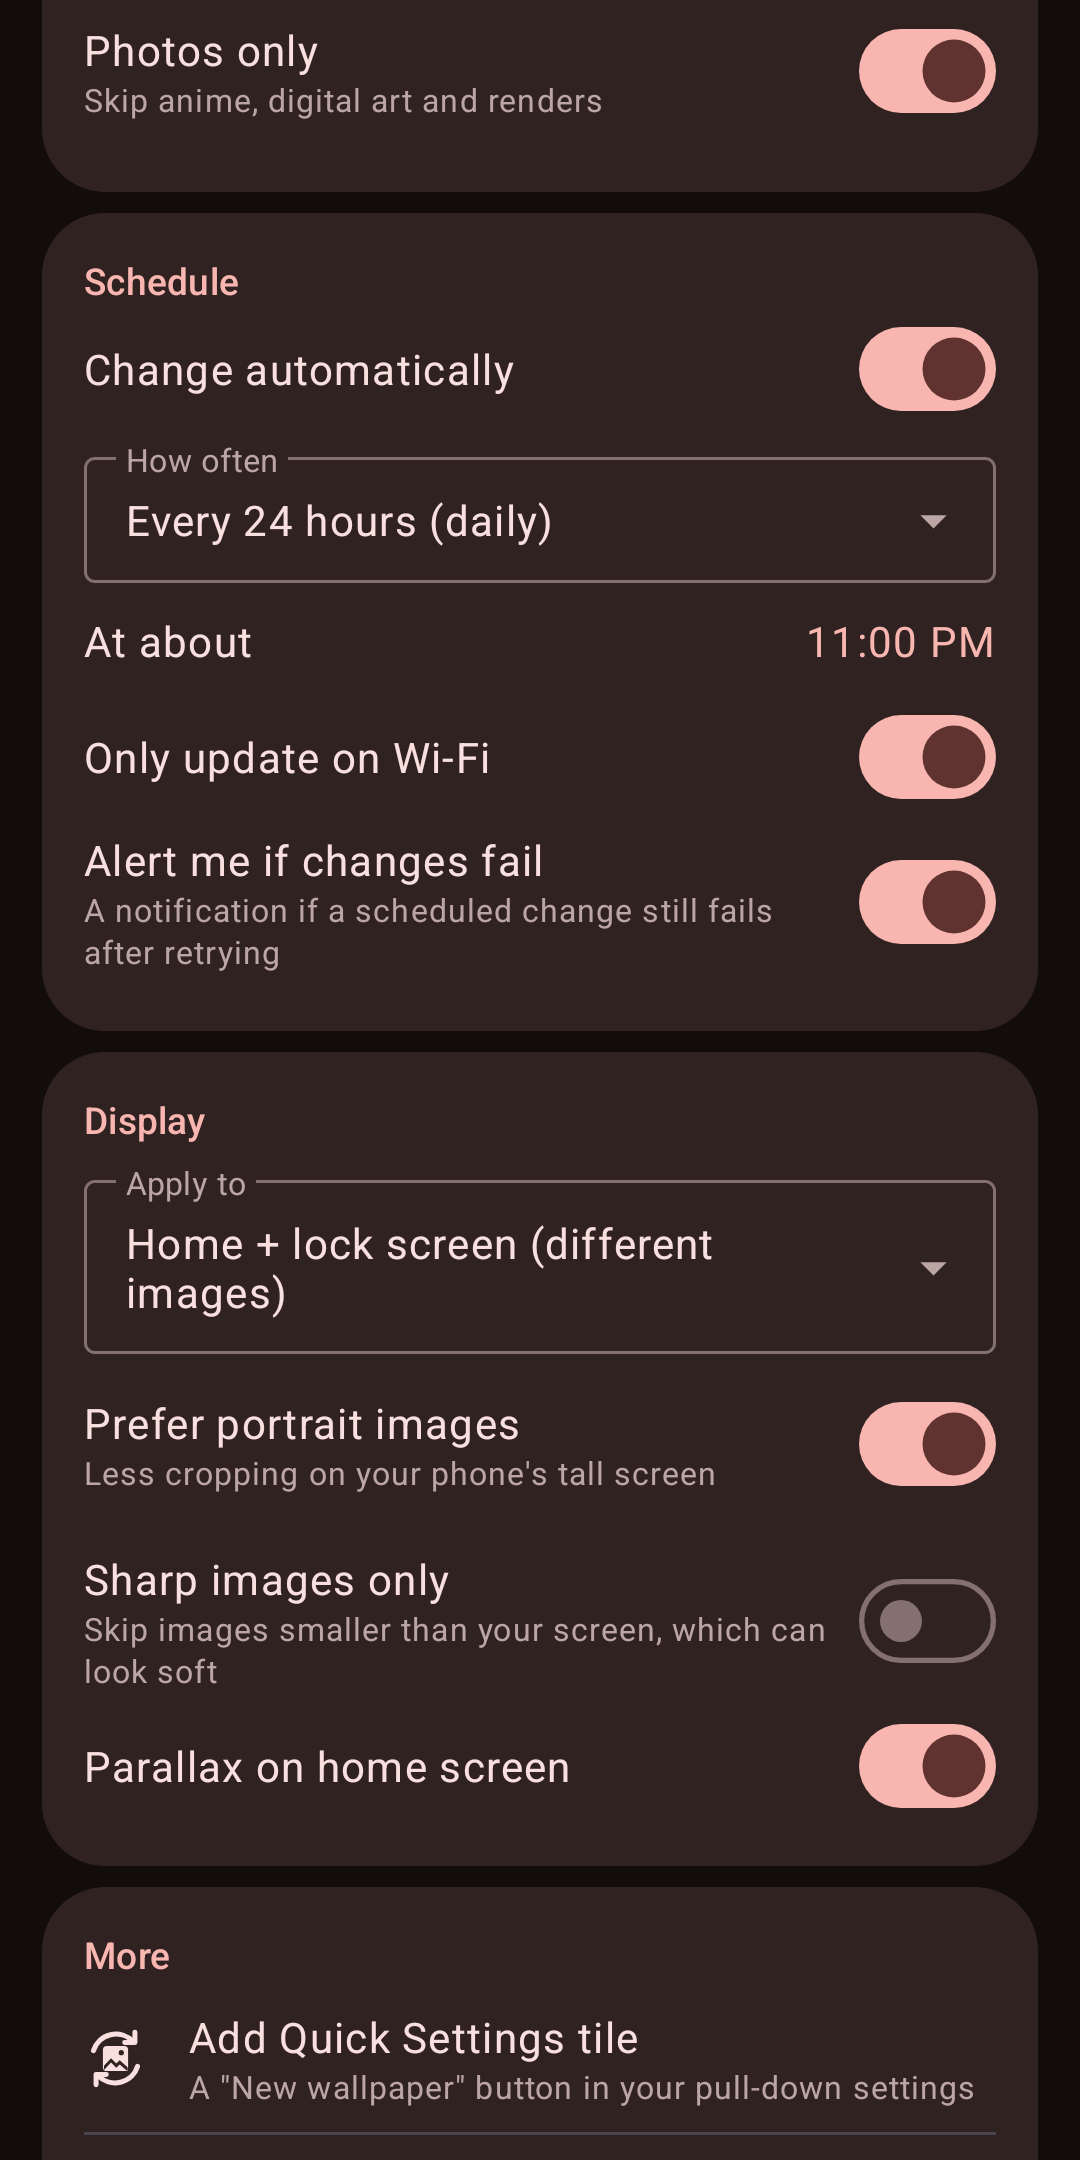 Photos only
Skip anime, digital art and renders
Schedule
Change automatically
How often
Every 24 hours (daily)
At about
11:00 PM
Only update on Wi-Fi
Alert me if changes fail
A notification if a scheduled change still fails
after retrying
Display
Apply to
Home + lock screen (different
images)
Prefer portrait images
Less cropping on your phone's tall screen
Sharp images only
Skip images smaller than your screen, which can
look soft
Parallax on home screen
More
Add Quick Settings tile
A "New wallpaper" button in your pull-down settings